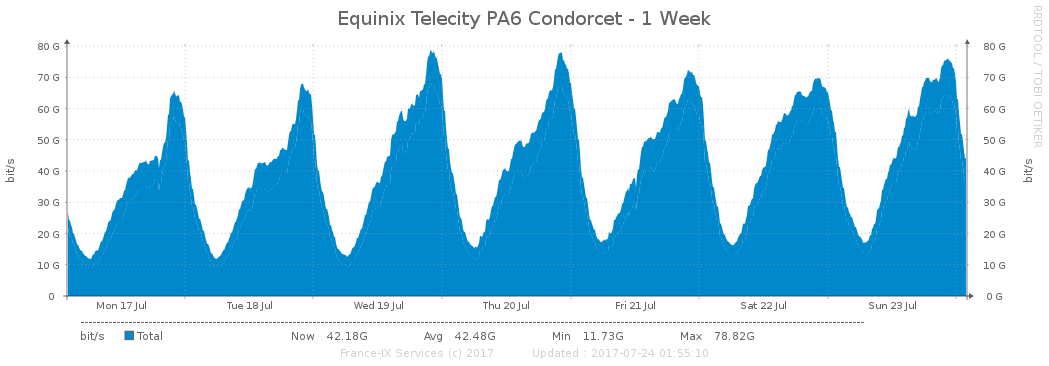 Equinix Telecity PA6 Condorcet - 1 Week
RRDTOOL / TOBI OETIKER
bit/s
bit/s
80 G 80 G
70 G 70 G
60 G 60 G
50 G 50 G
40 G 40 G
30 G 30 G
20 G 20 G
10 G 10 G
0 0 G
Mon 17 Jul Tue 18 Jul Wed 19 Jul Thu 20 Jul Fri 21 Jul Sat 22 Jul Sun 23 Jul
bit/s Total Now 42.18G Avg 42.48G Min 11.73G Max 78.82G
France-IX Services (c) 2017 Updated : 2017-07-24 01:55:10